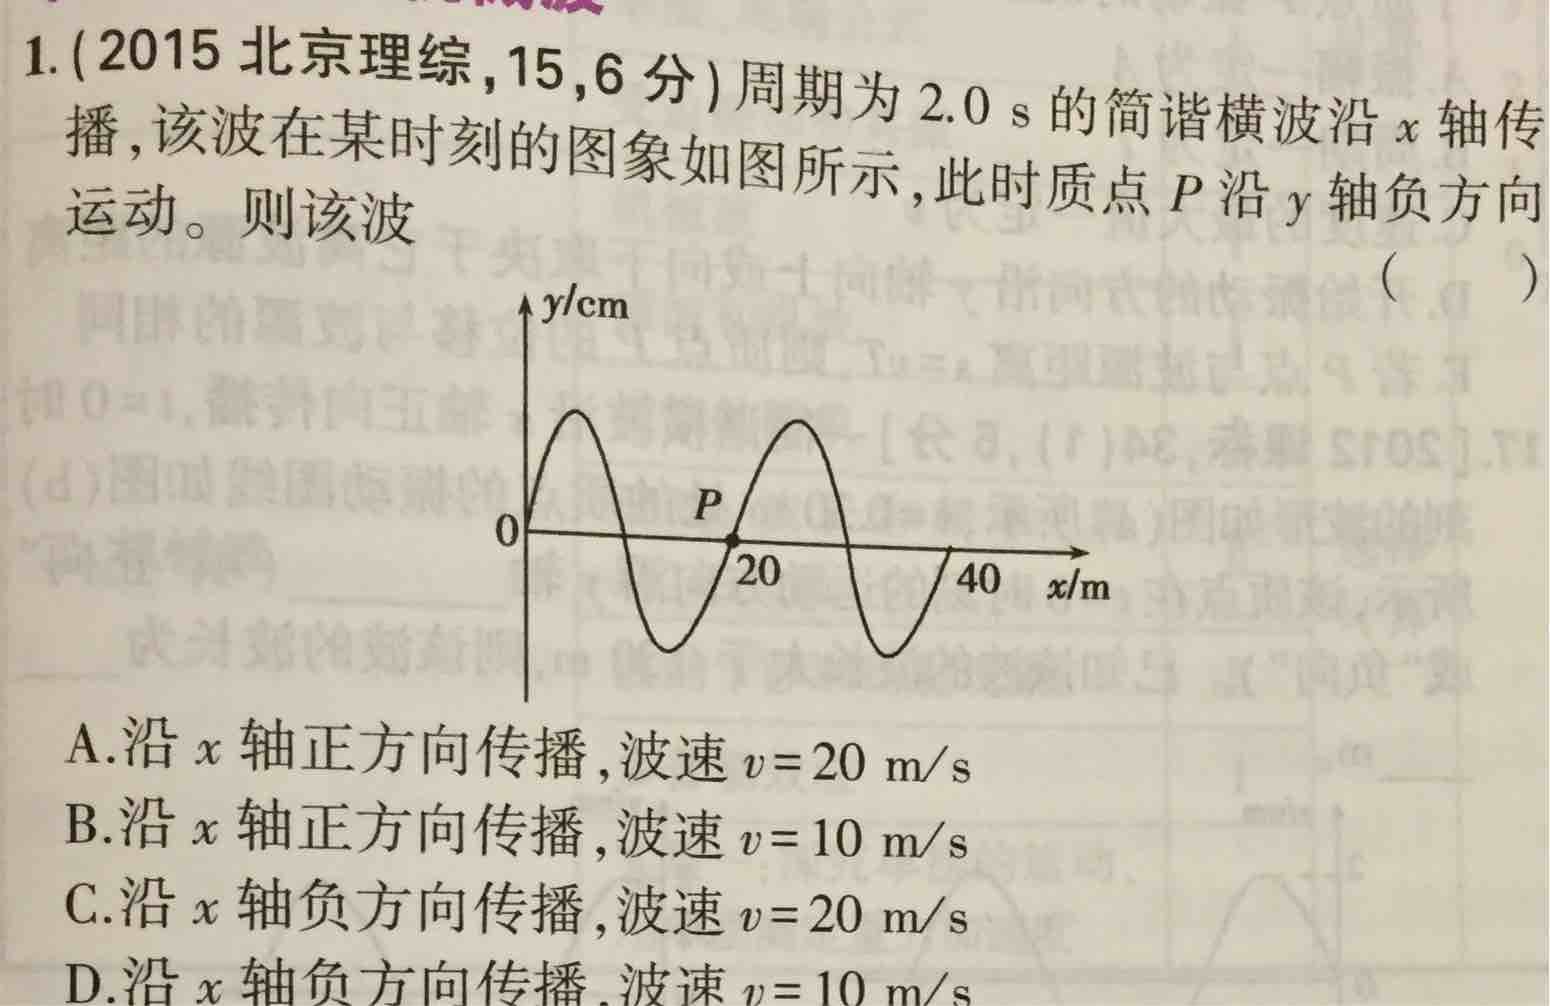 1.(2015 北京理综,15,6 分)周期为 2.0 s 的简谐横波沿 x 轴传
播,该波在某时刻的图象如图所示,此时质点 P 沿 y 轴负方向
运动。则该波
(　　)
y/cm
P
0
20
40
x/m
A.沿 x 轴正方向传播,波速 v=20 m/s
B.沿 x 轴正方向传播,波速 v=10 m/s
C.沿 x 轴负方向传播,波速 v=20 m/s
D.沿 x 轴负方向传播,波速 v=10 m/s